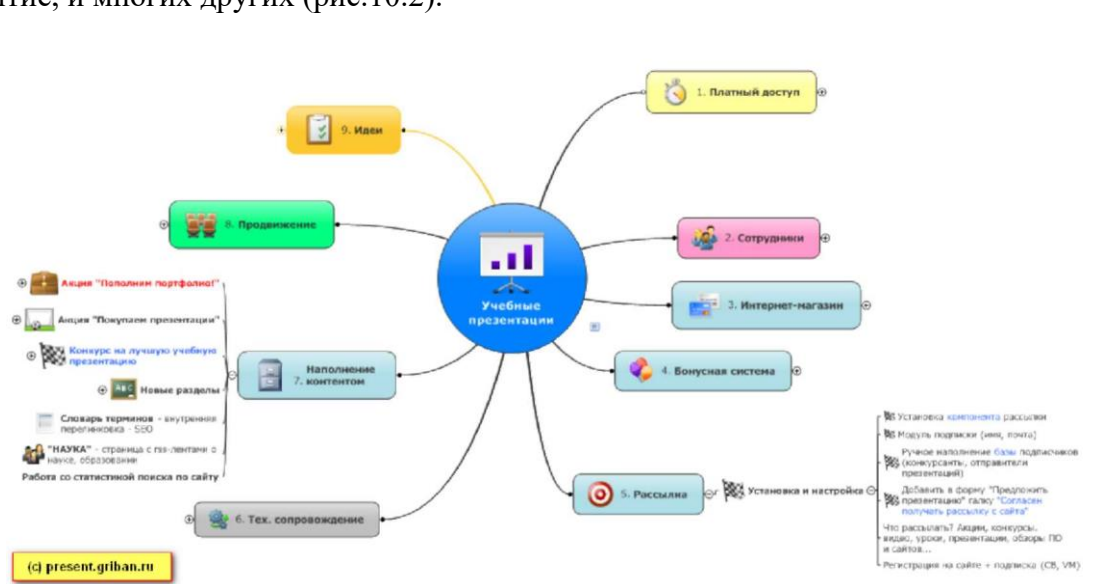 и многих других (рис.10.2).
1. Платный доступ
9. Идеи
8. Продвижение
2. Сотрудники
Учебные
презентации
3. Интернет-магазин
4. Бонусная система
Наполнение
7. контентом
Акция "Пополним портфолио!"
Акция "Покупаем презентации"
Конкурс на лучшую учебную
презентацию
ABC
Новые разделы
Словарь терминов - внутренняя
перелинковка - SEO
"НАУКА" - страница с rss-лентами о
науке, образовании
Работа со статистикой поиска по сайту
5. Рассылка
Установка и настройка
Установка компонента рассылки
Модуль подписки (имя, почта)
Ручное наполнение базы подписчиков
(конкурсанты, отправители
презентаций)
Добавить в форму "Предложить
презентацию" галку "Согласен
получать рассылку с сайта"
Что рассылать? Акции, конкурсы,
видео, уроки, презентации, обзоры ПО
и сайтов...
Регистрация на сайте + подписка (CB, VM)
6. Тех. сопровождение
(c) present.griban.ru